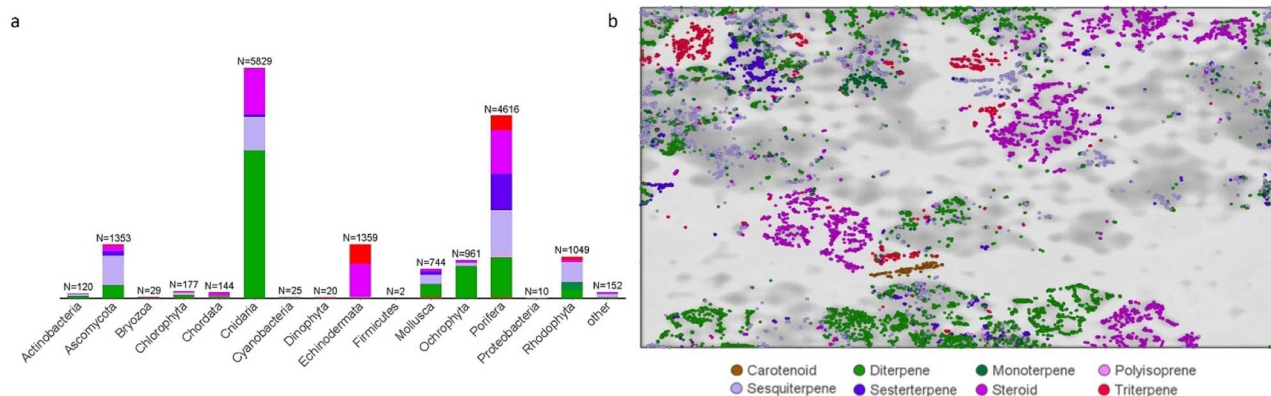 a
b
N=120
N=1353
N=29
N=177
N=144
N=5829
N=25
N=20
N=1359
N=2
N=744
N=961
N=4616
N=10
N=1049
N=152
Actinobacteria
Ascomycota
Bryozoa
Chlorophyta
Chordata
Cnidaria
Cyanobacteria
Dinophyta
Echinodermata
Firmicutes
Mollusca
Ochrophyta
Porifera
Proteobacteria
Rhodophyta
other
Carotenoid Diterpene Monoterpene Polyisoprene
Sesquiterpene Sesterterpene Steroid Triterpene